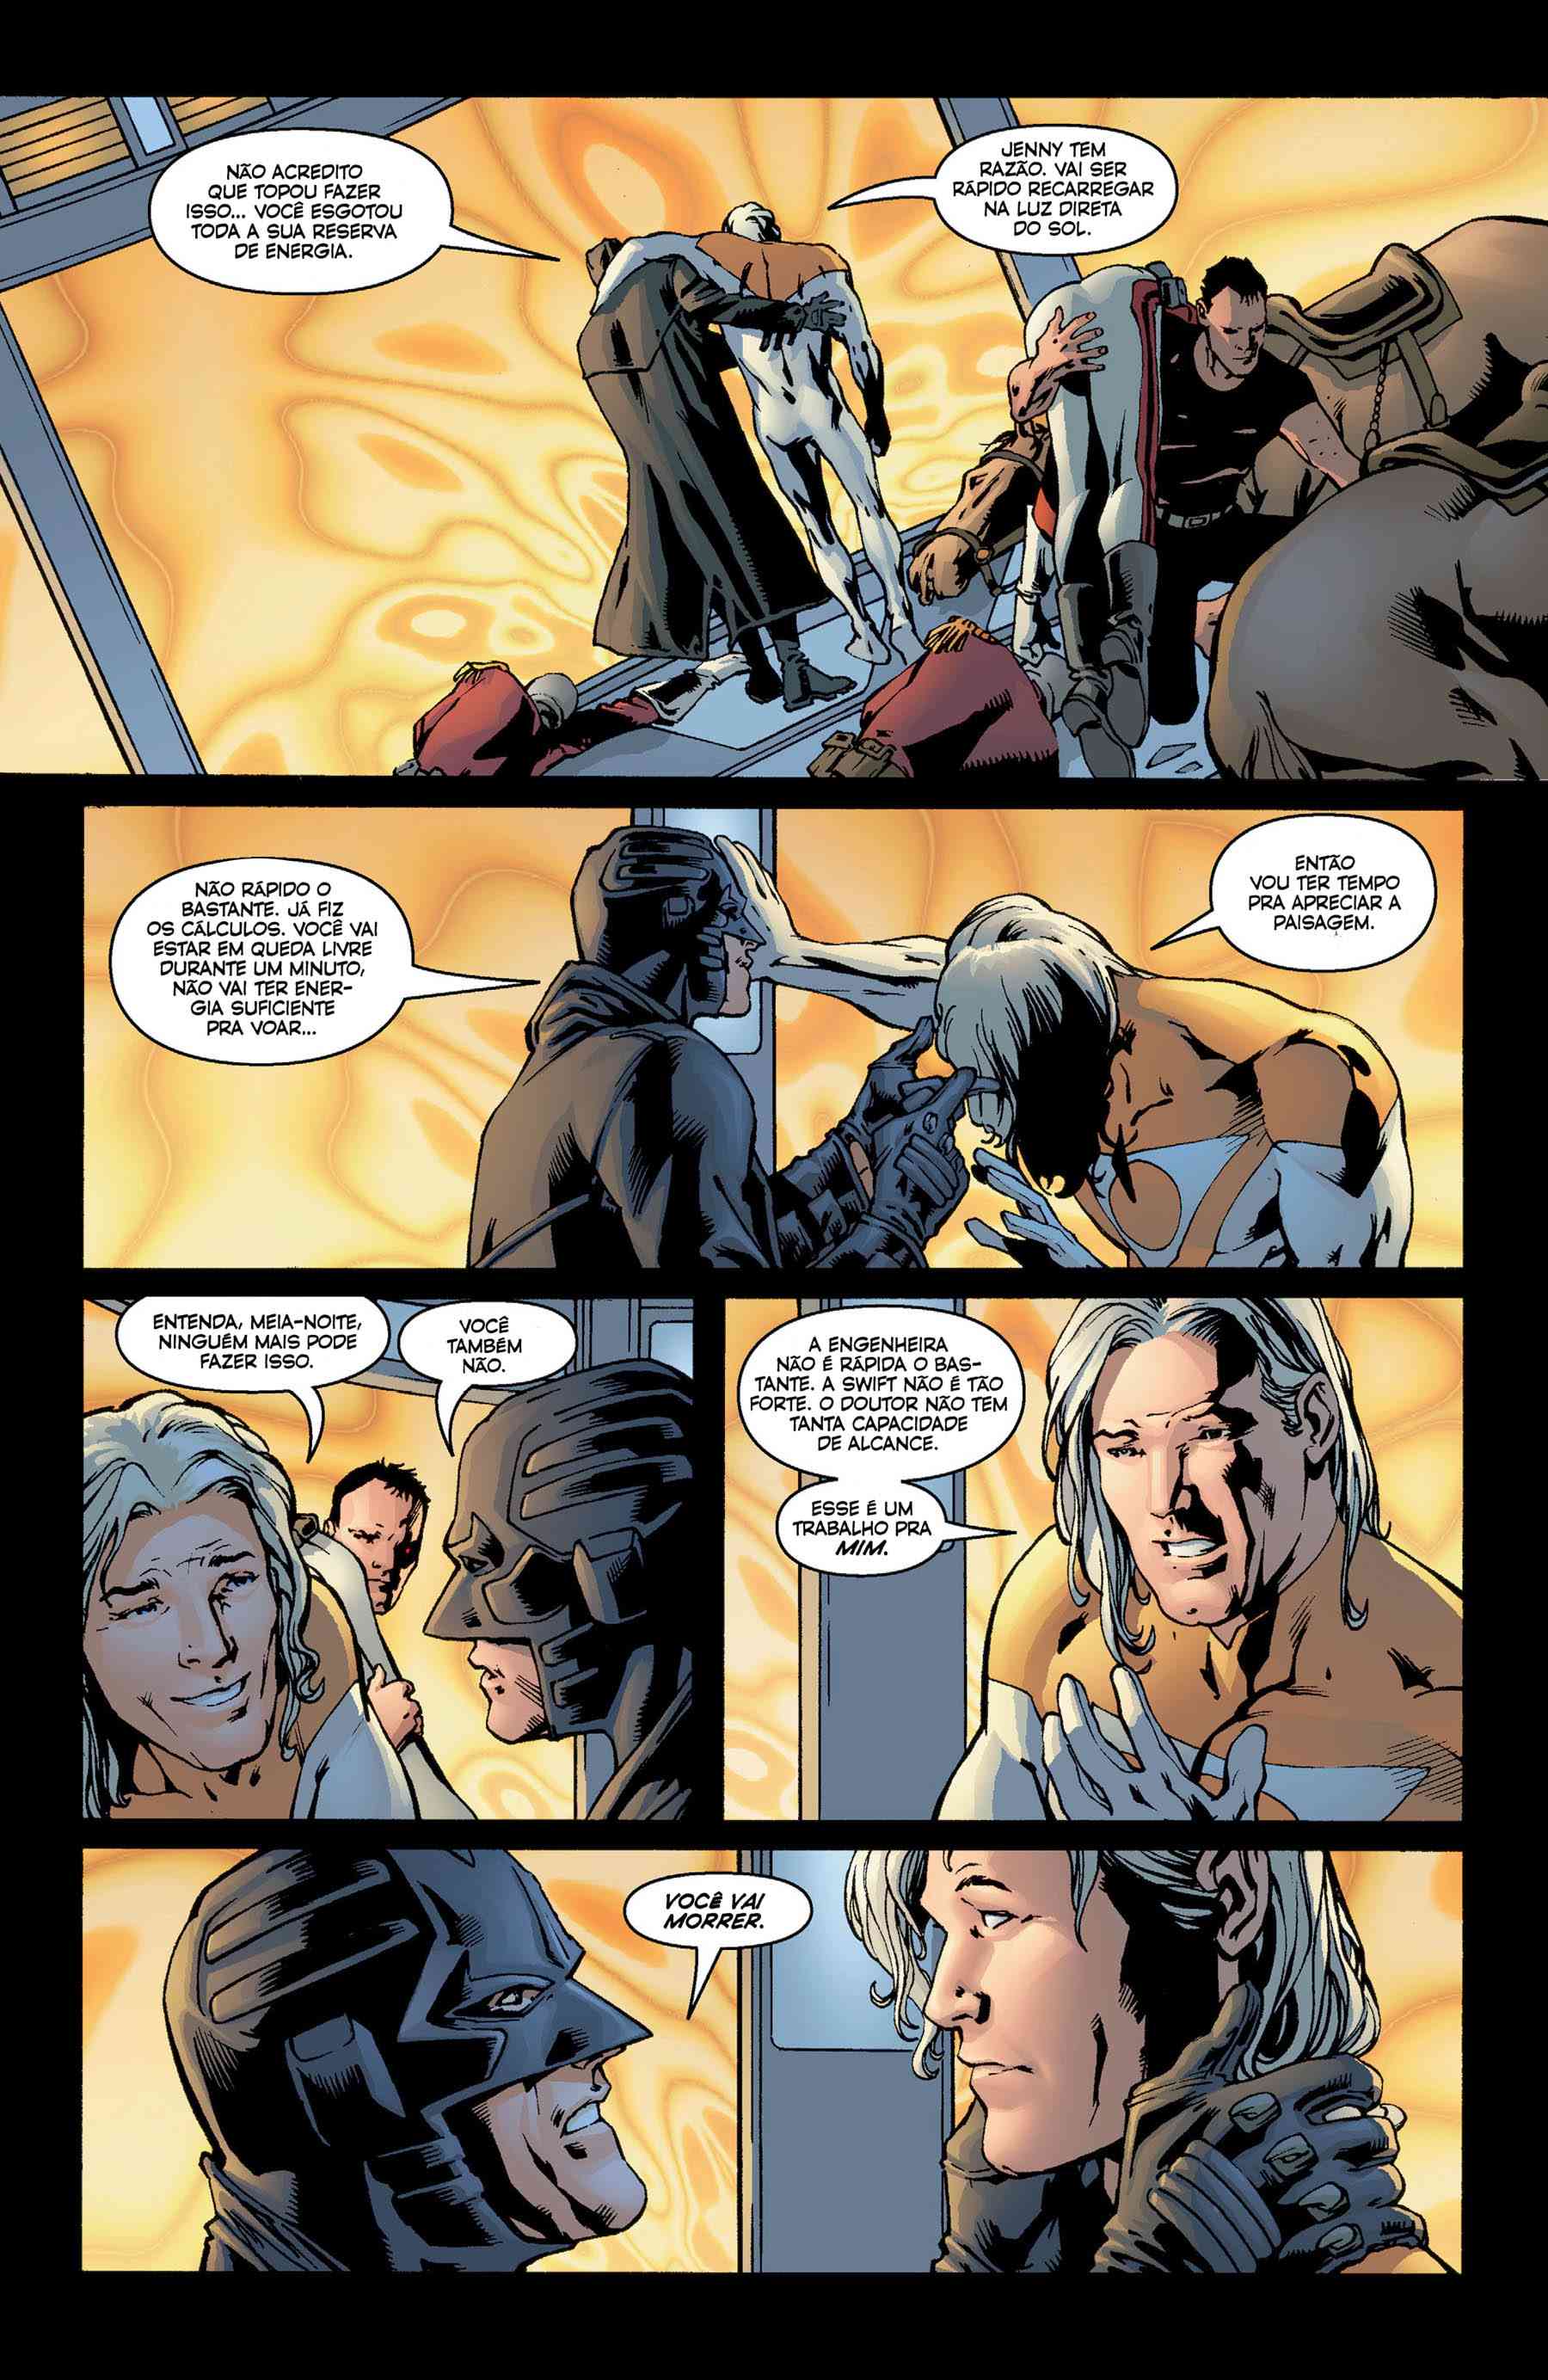 NÃO ACREDITO
QUE TOPOU FAZER
ISSO... VOCÊ ESGOTOU
TODA A SUA RESERVA
DE ENERGIA.
JENNY TEM
RAZÃO. VAI SER
RÁPIDO RECARREGAR
NA LUZ DIRETA
DO SOL.
NÃO RÁPIDO O
BASTANTE. JÁ FIZ
OS CÁLCULOS. VOCÊ VAI
ESTAR EM QUEDA LIVRE
DURANTE UM MINUTO,
NÃO VAI TER ENER-
GIA SUFICIENTE
PRA VOAR...
ENTÃO
VOU TER TEMPO
PRA APRECIAR A
PAISAGEM.
ENTENDA, MEIA-NOITE,
NINGUÉM MAIS PODE
FAZER ISSO.
VOCÊ
TAMBÉM
NÃO.
A ENGENHEIRA
NÃO É RÁPIDA O BAS-
TANTE. A SWIFT NÃO É TÃO
FORTE. O DOUTOR NÃO TEM
TANTA CAPACIDADE
DE ALCANCE.
ESSE É UM
TRABALHO PRA
MIM.
VOCÊ VAI
MORRER.